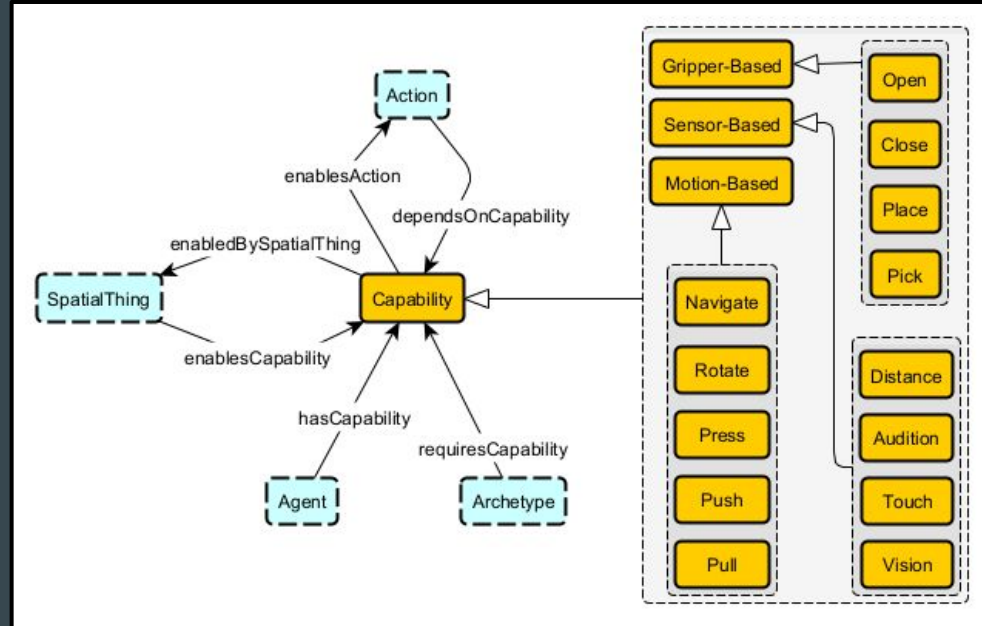 Action
enablesAction
dependsOnCapability
enabledBySpatialThing
SpatialThing
Capability
enablesCapability
hasCapability
requiresCapability
Agent
Archetype
Gripper-Based
Sensor-Based
Motion-Based
Navigate
Rotate
Press
Push
Pull
Open
Close
Place
Pick
Distance
Audition
Touch
Vision